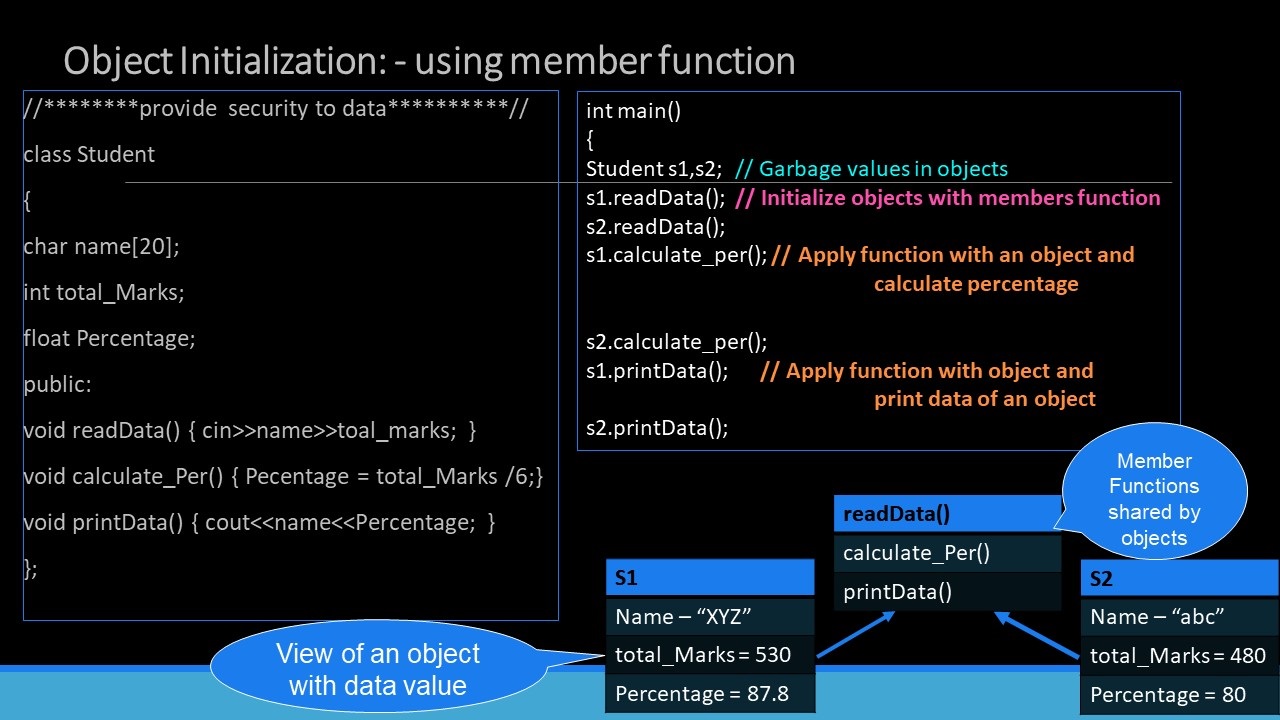 Object Initialization: - using member function
//********provide  security to data**********//
class Student
{
char name[20];
int total_Marks;
float Percentage;
public:
void readData() { cin>>name>>toal_marks;  }
void calculate_Per() { Pecentage = total_Marks /6;}
void printData() { cout<<name<<Percentage;  }
};
int main()
{
Student s1,s2;  // Garbage values in objects
s1.readData();  // Initialize objects with members function
s2.readData();
s1.calculate_per(); // Apply function with an object and
calculate percentage
s2.calculate_per();
s1.printData();     // Apply function with object and
print data of an object
s2.printData();
Member
Functions
shared by
objects
readData()
calculate_Per()
printData()
S1
Name – “XYZ”
total_Marks = 530
Percentage = 87.8
S2
Name – “abc”
total_Marks = 480
Percentage = 80
View of an object
with data value